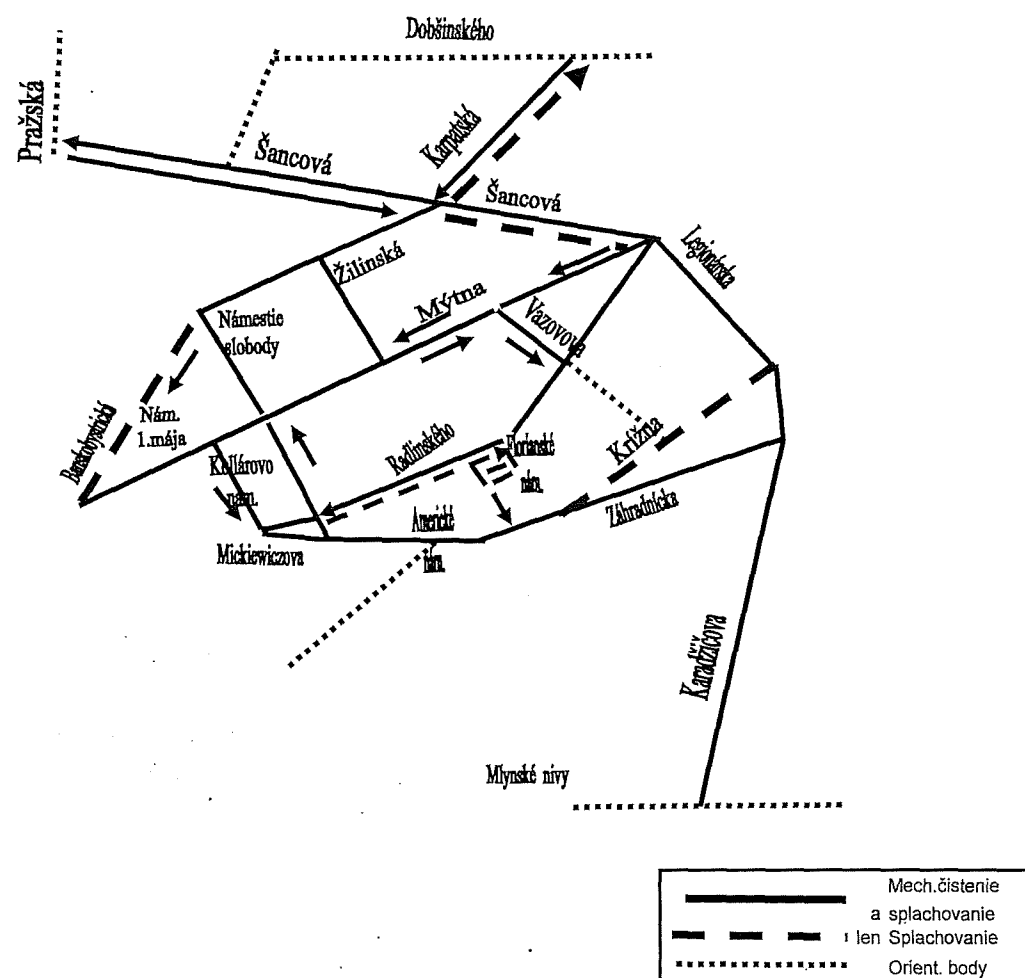 Dobšinského
Pražská
Karpatská
Šancová
Šancová
Legionárska
Žilinská
Mýtna
Námestie
slobody
Vazovova
Banskobystrická
Nám.
1.mája
Krížna
Kollárovo
nám.
Radlinského
Florianské
nám.
Záhradnícka
Americké
nám.
Mickiewiczova
Karadžičova
Mlynské nivy
Mech.čistenie
a splachovanie
len Splachovanie
Orient. body